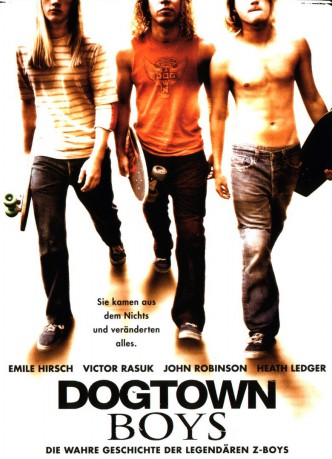 Sie kamen aus
dem Nichts
und veränderten
alles.
EMILE HIRSCH VICTOR RASUK JOHN ROBINSON HEATH LEDGER
DOGTOWN
BOYS
DIE WAHRE GESCHICHTE DER LEGENDÄREN Z-BOYS